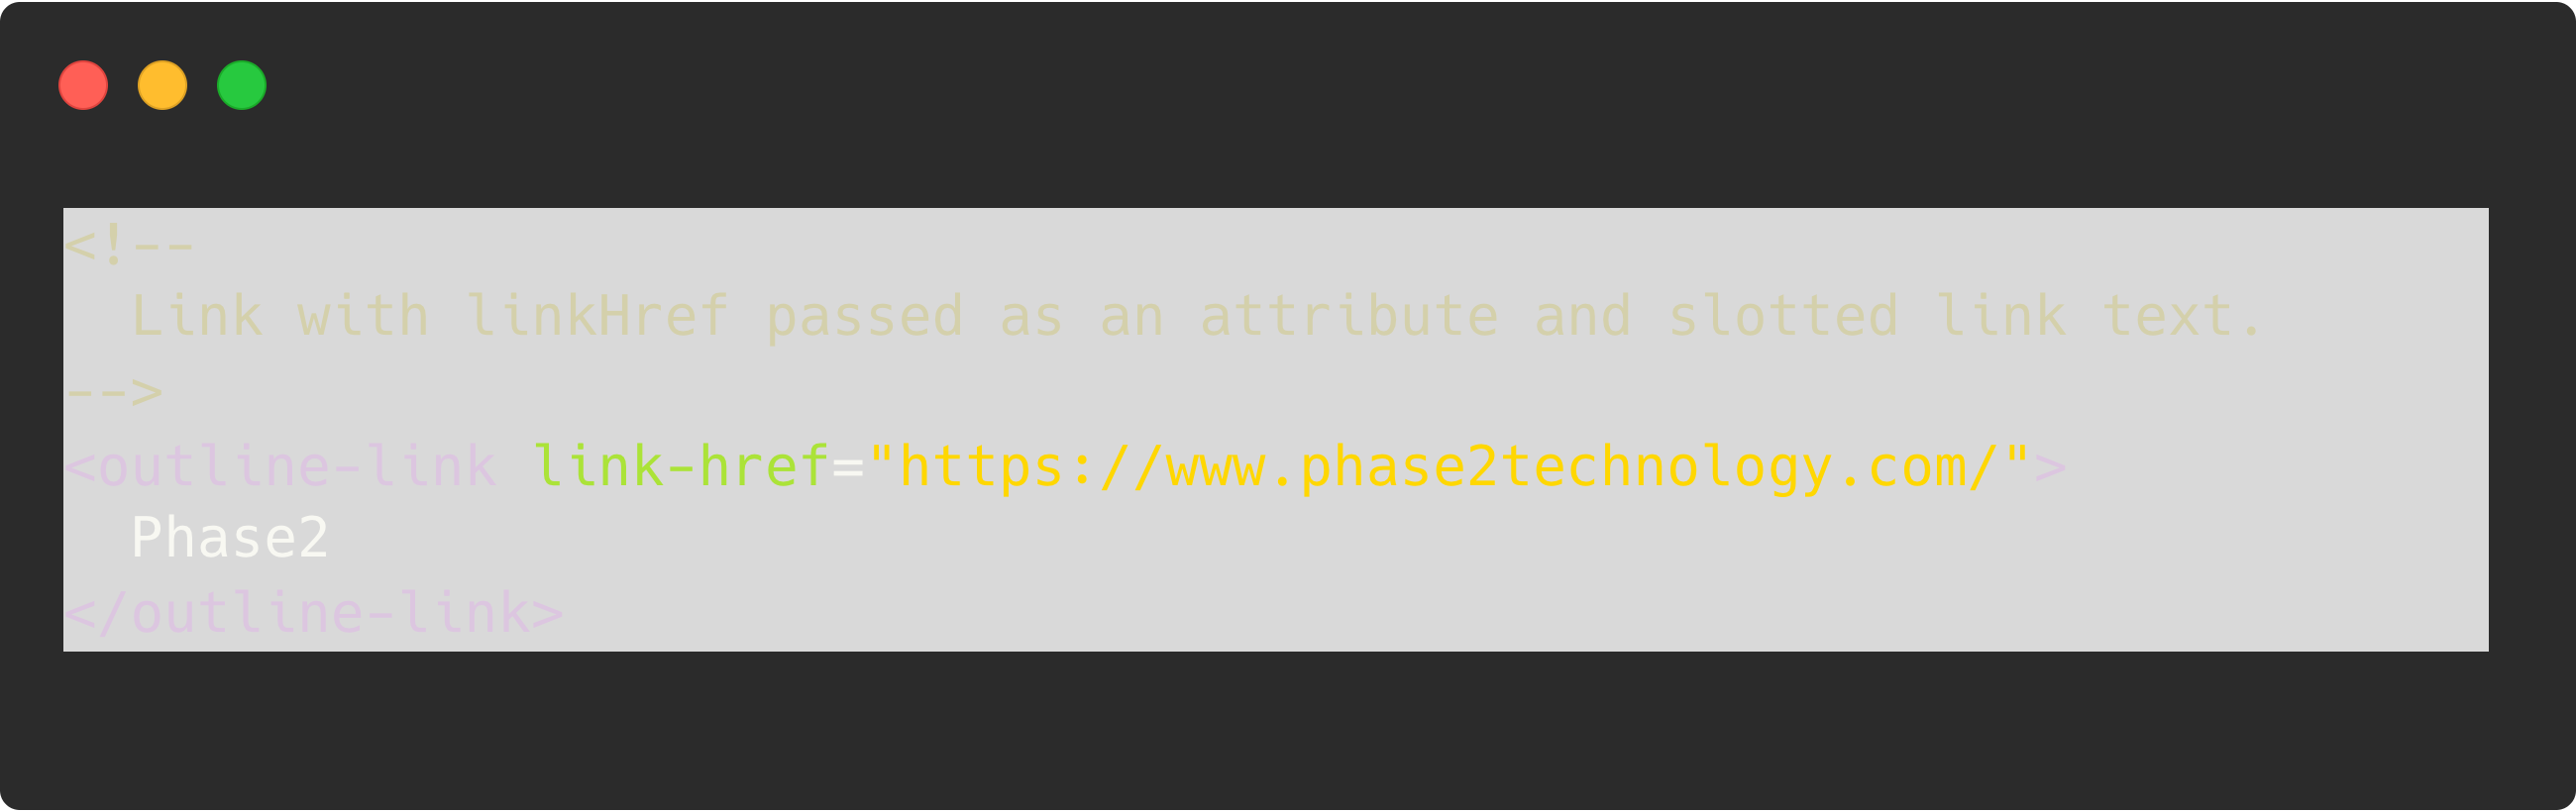 <!--
  Link with linkHref passed as an attribute and slotted link text.
-->
<outline-link link-href="https://www.phase2technology.com/">
  Phase2
</outline-link>